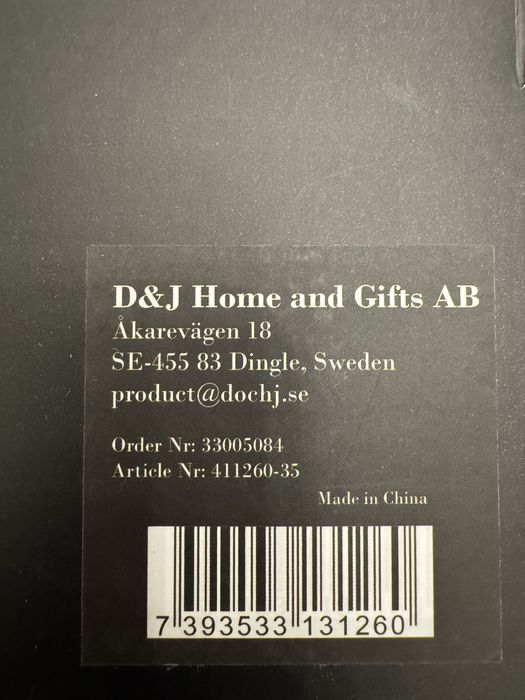 D&J Home and Gifts AB
Åkarevägen 18
SE-455 83 Dingle, Sweden
product@dochj.se
Order Nr: 33005084
Article Nr: 411260-35
Made in China
7 393533 131260